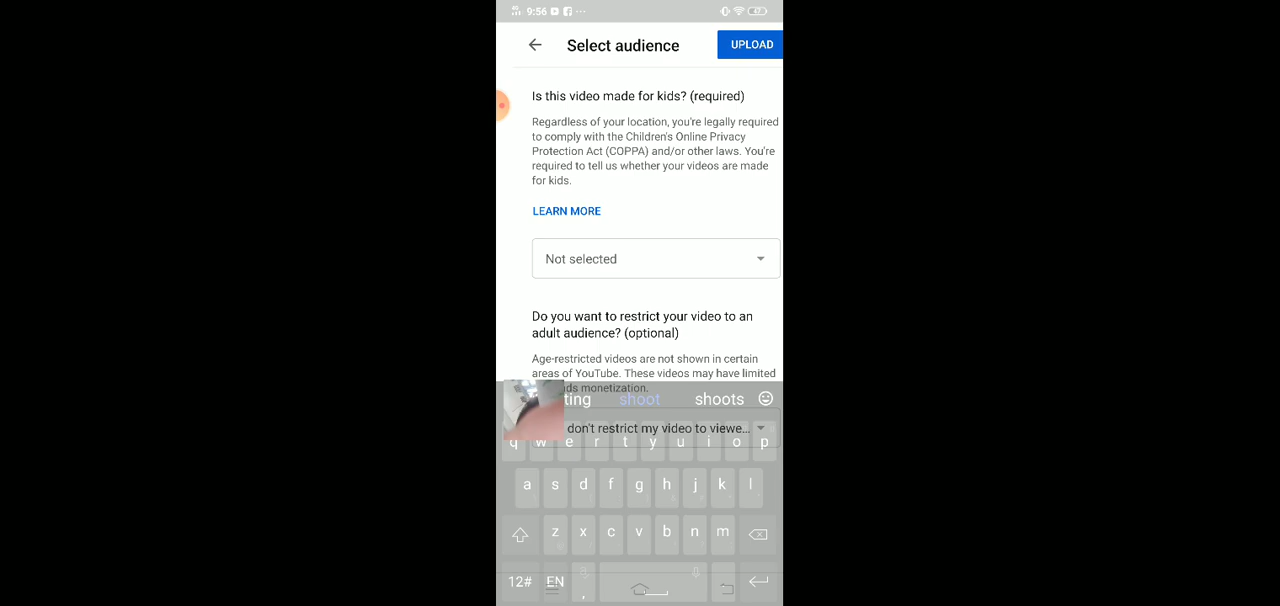 9:56 47
Select audience UPLOAD
Is this video made for kids? (required)
Regardless of your location, you're legally required
to comply with the Children's Online Privacy
Protection Act (COPPA) and/or other laws. You're
required to tell us whether your videos are made
for kids.
LEARN MORE
Not selected
Do you want to restrict your video to an
adult audience? (optional)
Age-restricted videos are not shown in certain
areas of YouTube. These videos may have limited
monetization.
shoot shoots
don't restrict my video to viewe...
q w e r t y u i o p
a s d f g h j k l
z x c v b n m
12# EN ,